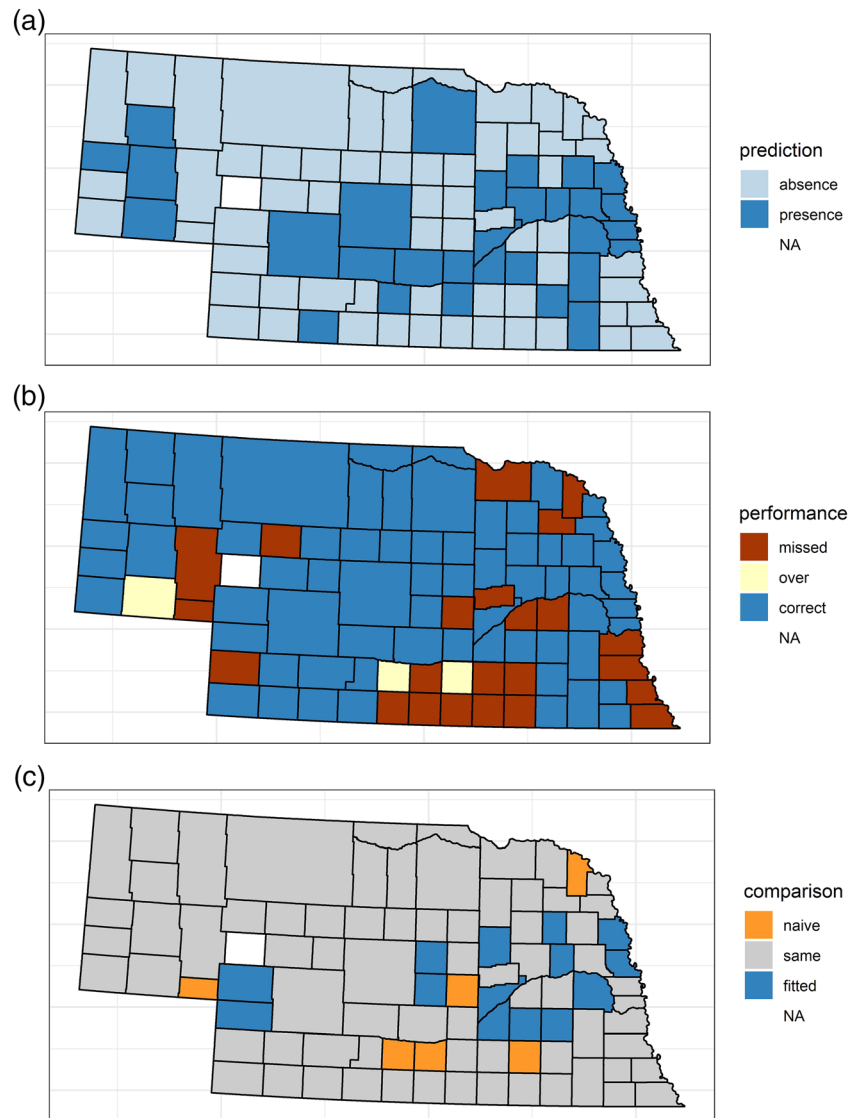 (a)
prediction
absence
presence
NA
(b)
performance
missed
over
correct
NA
(c)
comparison
naive
same
fitted
NA